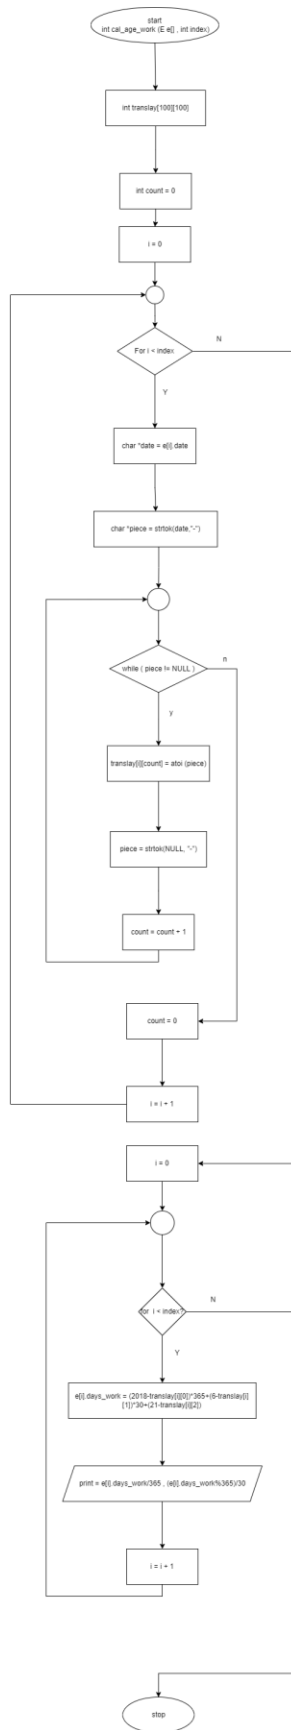 start
int cal_age_work (E e[] , int index)
int translay[100][100]
int count = 0
i = 0
For i < index
N
Y
char *date = e[i].date
char *piece = strtok(date,"-")
while ( piece != NULL )
n
y
translay[i][count] = atoi (piece)
piece = strtok(NULL, "-")
count = count + 1
count = 0
i = i + 1
i = 0
for i < index?
N
Y
e[i].days_work = (2018-translay[i][0])*365+(6-translay[i]
[1])*30+(21-translay[i][2])
print = e[i].days_work/365 , (e[i].days_work%365)/30
i = i + 1
stop